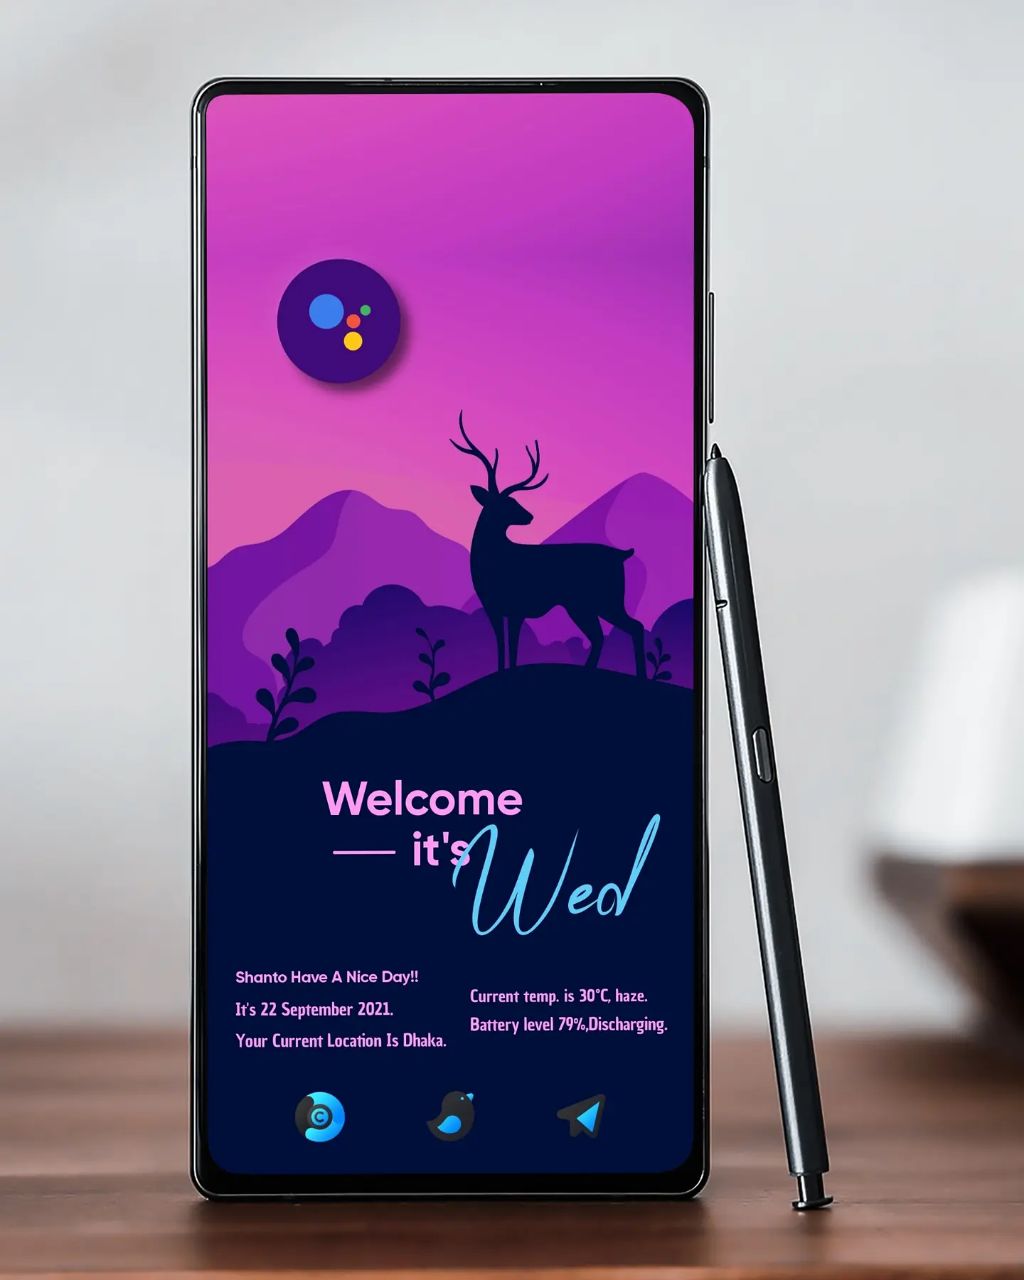 Welcome
it's Wed
Shanto Have A Nice Day!!
It's 22 September 2021.
Your Current Location Is Dhaka.
Current temp. is 30°C, haze.
Battery level 79%,Discharging.
C